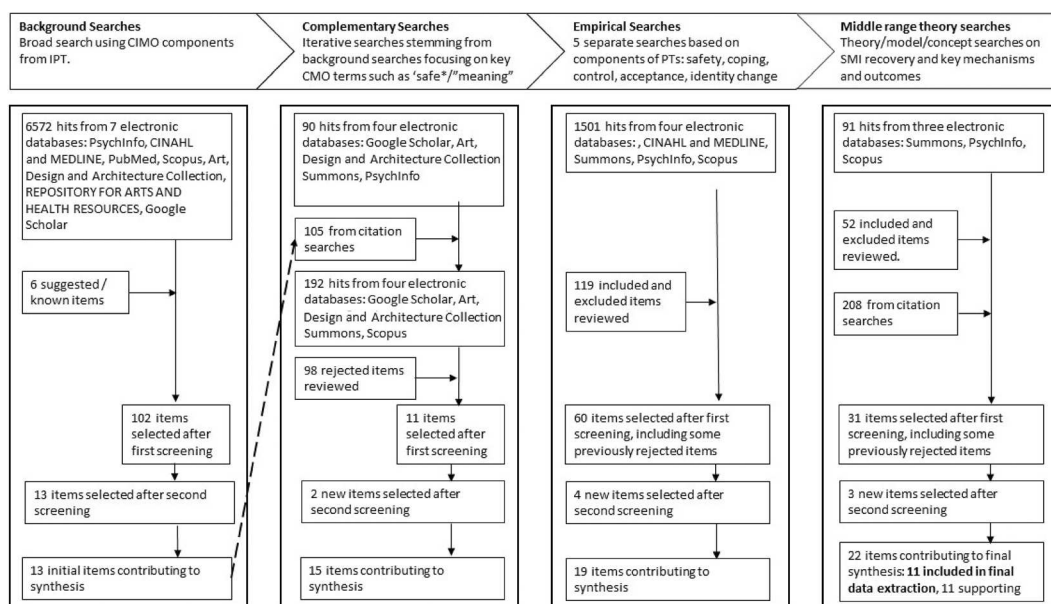 Background Searches
Broad search using CIMO components
from IPT.
Complementary Searches
Iterative searches stemming from
background searches focusing on key
CMO terms such as 'safe*/"meaning"
Empirical Searches
5 separate searches based on
components of PTs: safety, coping,
control, acceptance, identity change
Middle range theory searches
Theory/model/concept searches on
SMI recovery and key mechanisms
and outcomes
6572 hits from 7 electronic
databases: PsychInfo, CINAHL
and MEDLINE, PubMed, Scopus, Art,
Design and Architecture Collection,
REPOSITORY FOR ARTS AND
HEALTH RESOURCES, Google
Scholar
6 suggested /
known items
102 items
selected after
first screening
13 items selected after second
screening
13 initial items contributing to
synthesis
90 hits from four electronic
databases: Google Scholar, Art,
Design and Architecture Collection
Summons, PsychInfo
105 from citation
searches
192 hits from four electronic
databases: Google Scholar, Art,
Design and Architecture Collection
Summons, Scopus
98 rejected items
reviewed
11 items
selected after
first screening
2 new items selected after
second screening
15 items contributing to
synthesis
1501 hits from four electronic
databases: , CINAHL and MEDLINE,
Summons, PsychInfo, Scopus
119 included and
excluded items
reviewed
60 items selected after first
screening, including some
previously rejected items
4 new items selected after
second screening
19 items contributing to
synthesis
91 hits from three electronic
databases: Summons, PsychInfo,
Scopus
52 included and
excluded items
reviewed.
208 from citation
searches
31 items selected after first
screening, including some
previously rejected items
3 new items selected after
second screening
22 items contributing to final
synthesis: 11 included in final
data extraction, 11 supporting